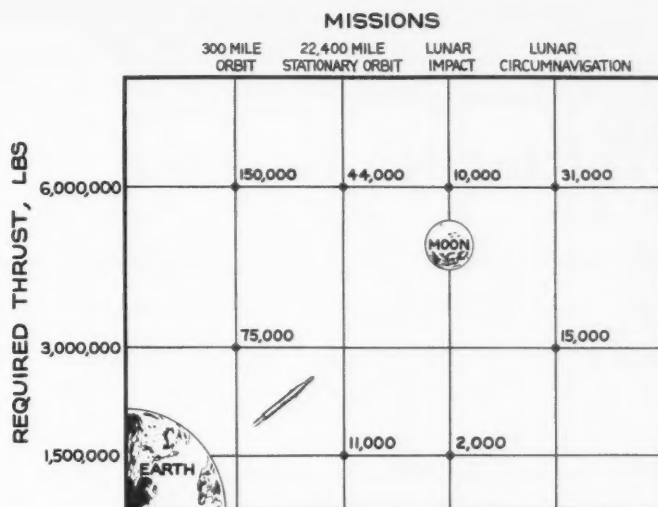 MISSIONS
300 MILE ORBIT
22,400 MILE STATIONARY ORBIT
LUNAR IMPACT
LUNAR CIRCUMNAVIGATION
REQUIRED THRUST, LBS
6,000,000
150,000
44,000
10,000
31,000
MOON
3,000,000
75,000
15,000
1,500,000
11,000
2,000
EARTH